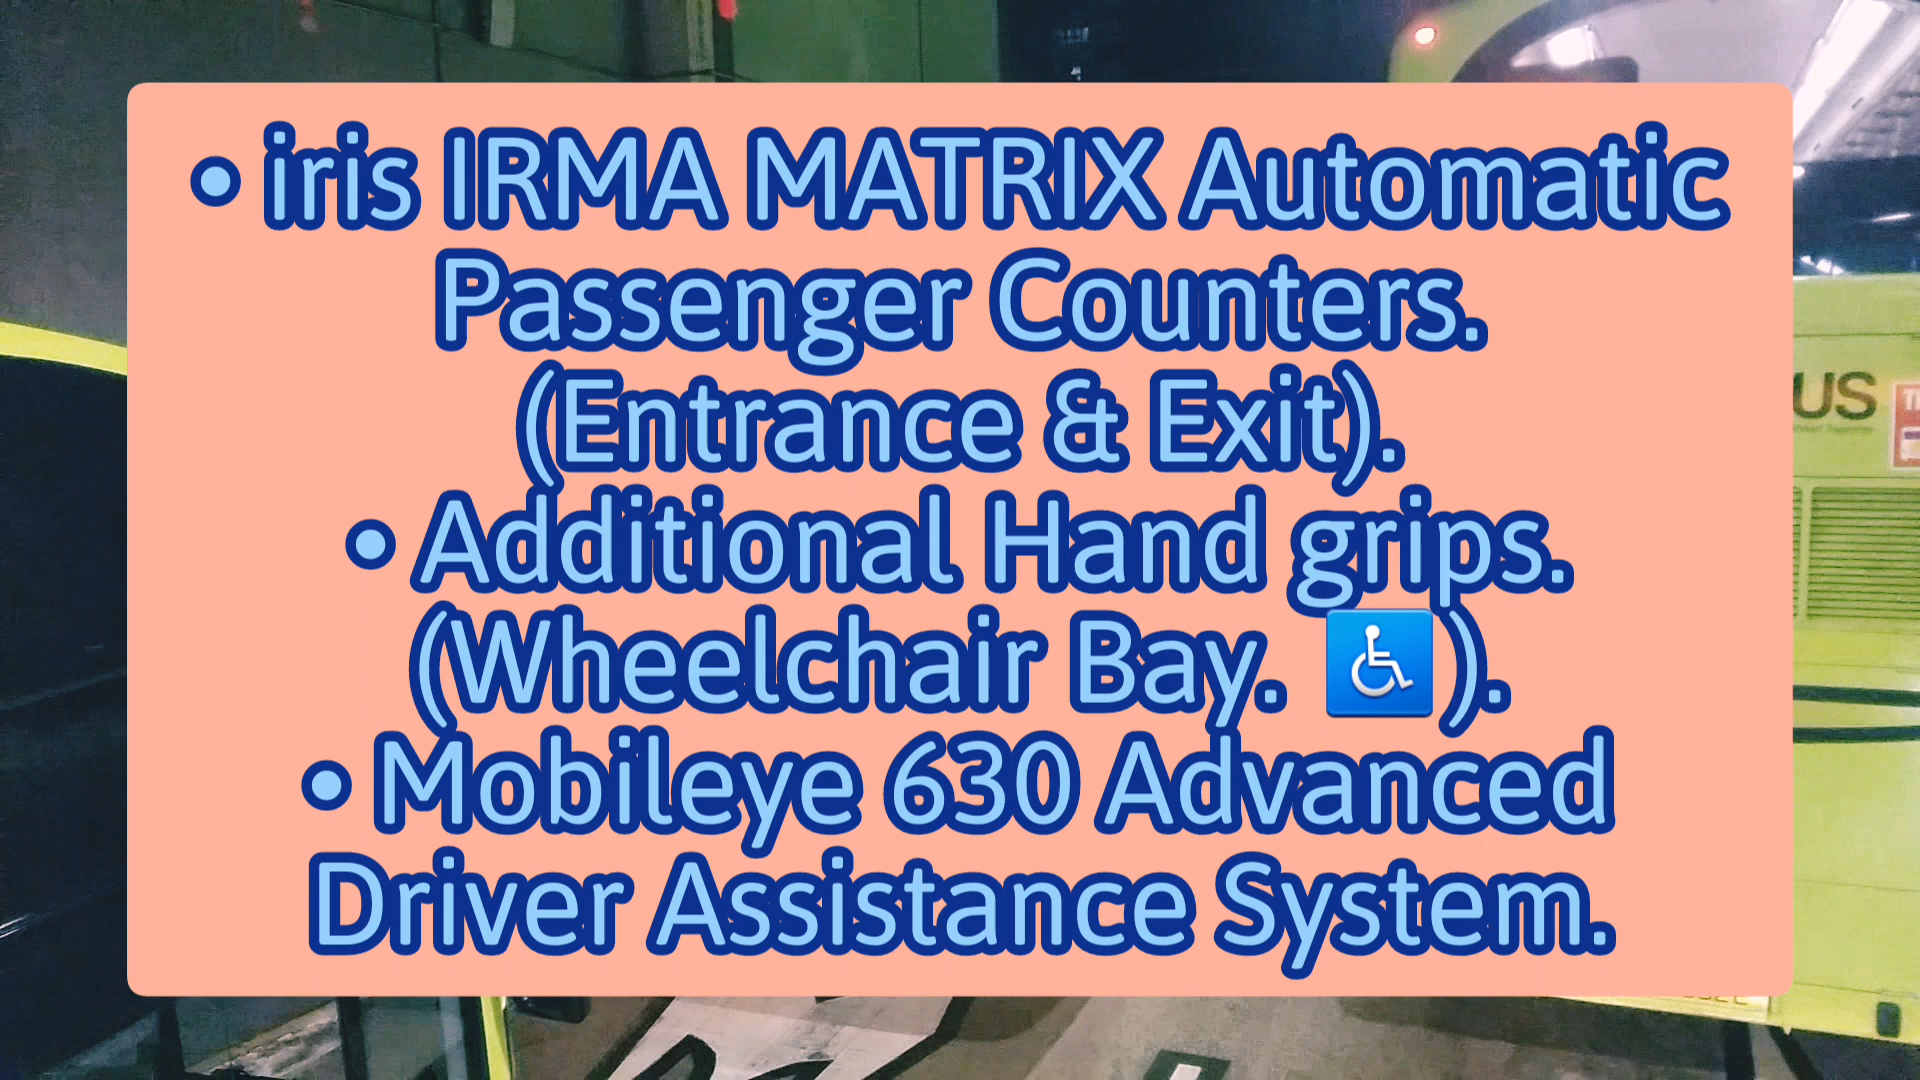 • iris IRMA MATRIX Automatic
Passenger Counters.
(Entrance & Exit).
• Additional Hand grips.
(Wheelchair Bay. ♿).
• Mobileye 630 Advanced
Driver Assistance System.
US